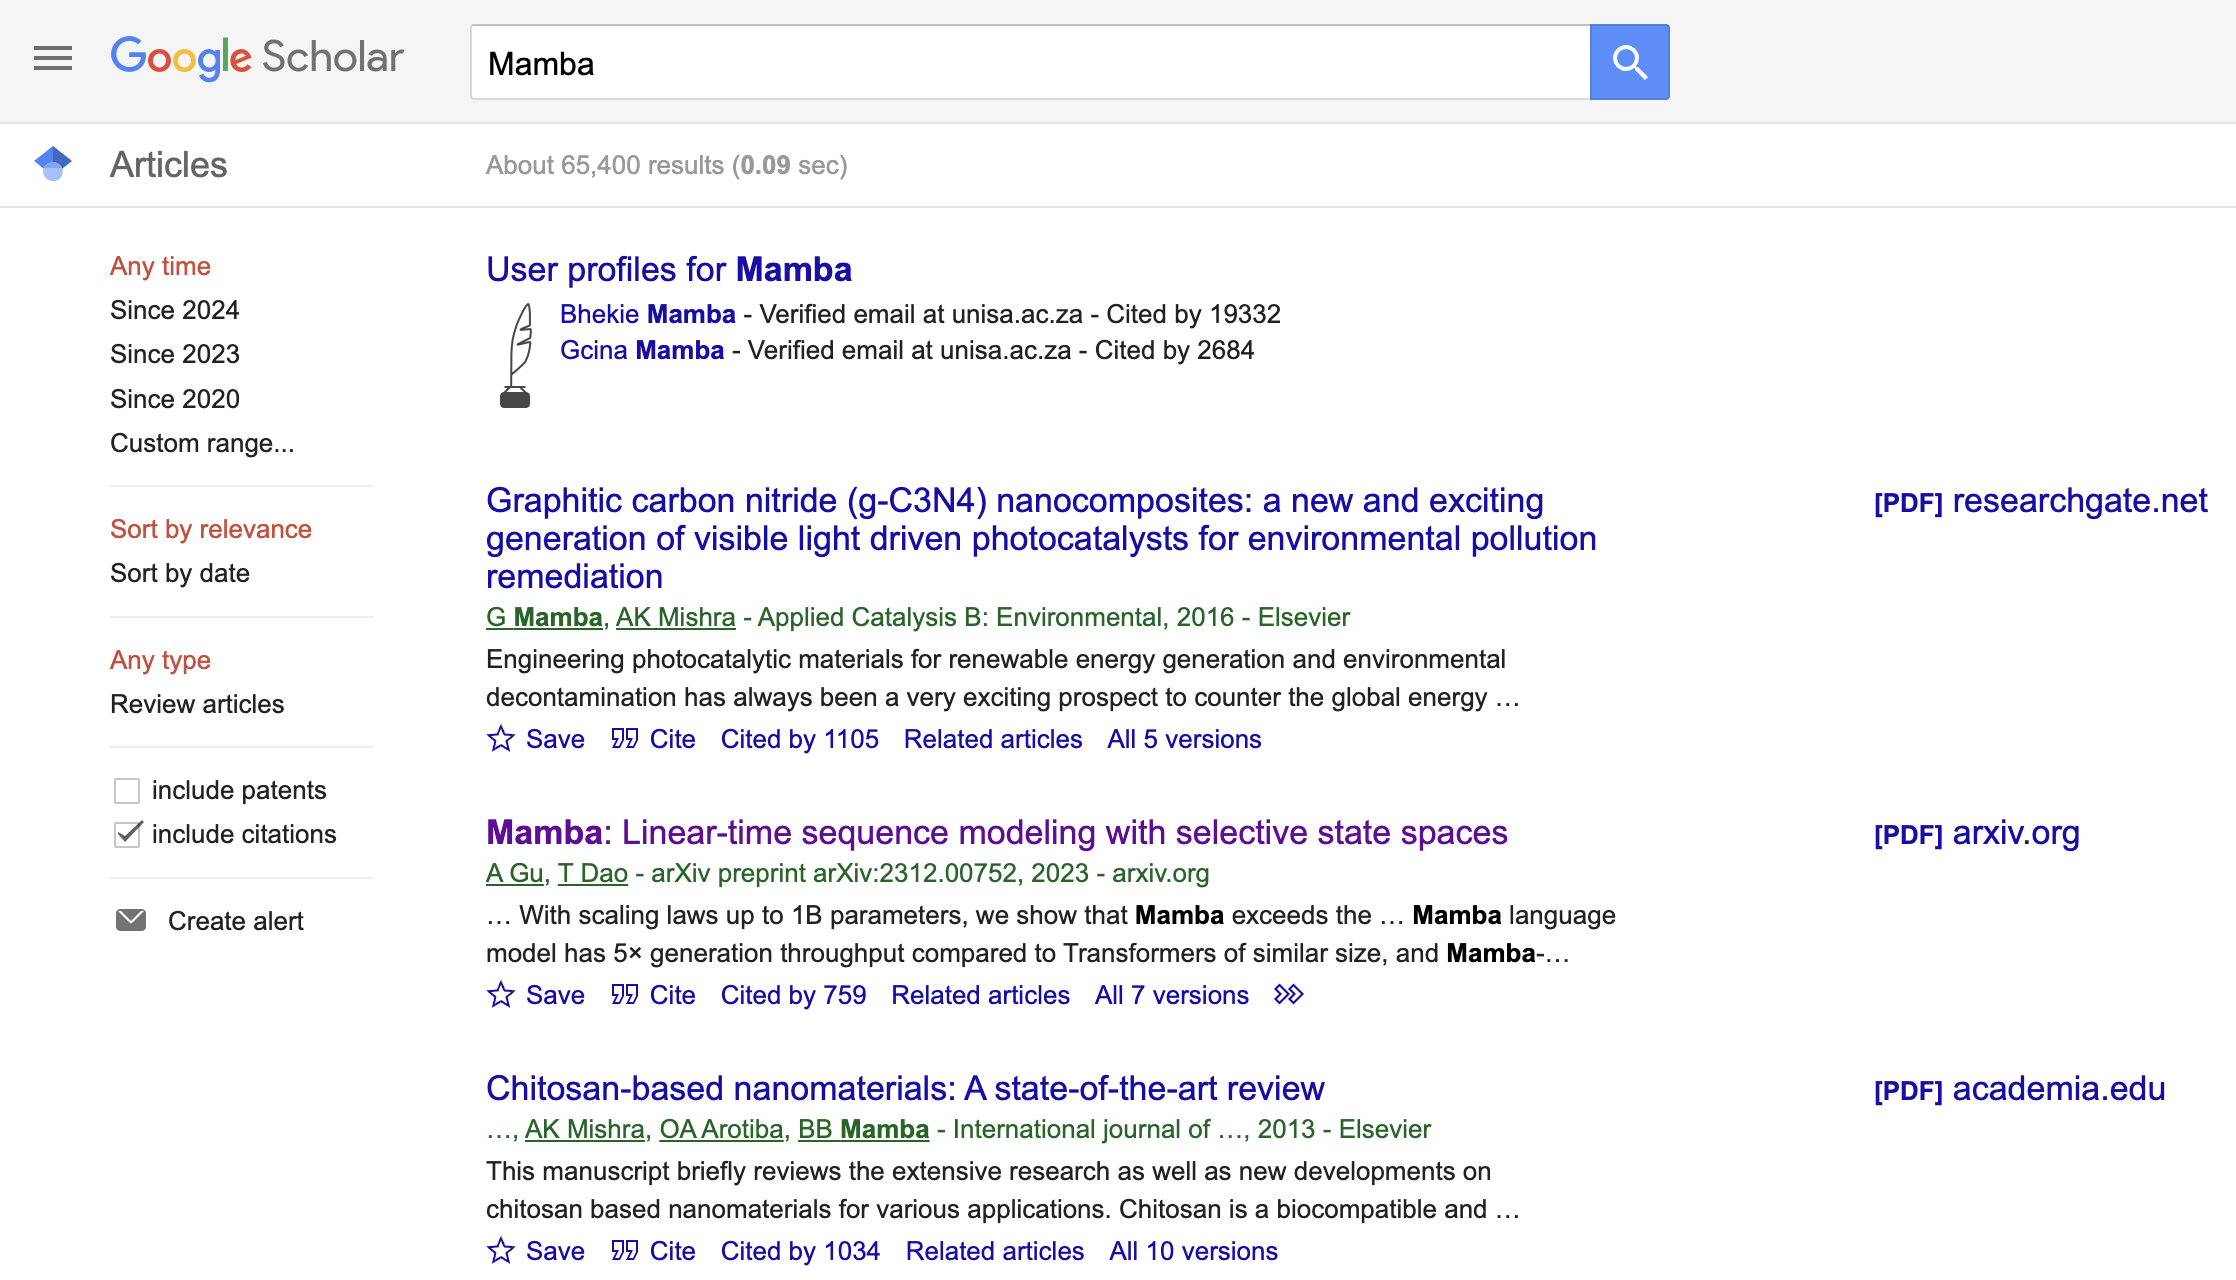 Google Scholar
Mamba
Articles
About 65,400 results (0.09 sec)
Any time
Since 2024
Since 2023
Since 2020
Custom range...
Sort by relevance
Sort by date
Any type
Review articles
include patents
include citations
Create alert
User profiles for Mamba
Bhekie Mamba - Verified email at unisa.ac.za - Cited by 19332
Gcina Mamba - Verified email at unisa.ac.za - Cited by 2684
Graphitic carbon nitride (g-C3N4) nanocomposites: a new and exciting
generation of visible light driven photocatalysts for environmental pollution
remediation
G Mamba, AK Mishra - Applied Catalysis B: Environmental, 2016 - Elsevier
Engineering photocatalytic materials for renewable energy generation and environmental
decontamination has always been a very exciting prospect to counter the global energy …
Save Cite Cited by 1105 Related articles All 5 versions
[PDF] researchgate.net
Mamba: Linear-time sequence modeling with selective state spaces
A Gu, T Dao - arXiv preprint arXiv:2312.00752, 2023 - arxiv.org
… With scaling laws up to 1B parameters, we show that Mamba exceeds the … Mamba language
model has 5× generation throughput compared to Transformers of similar size, and Mamba-…
Save Cite Cited by 759 Related articles All 7 versions
[PDF] arxiv.org
Chitosan-based nanomaterials: A state-of-the-art review
…, AK Mishra, OA Arotiba, BB Mamba - International journal of …, 2013 - Elsevier
This manuscript briefly reviews the extensive research as well as new developments on
chitosan based nanomaterials for various applications. Chitosan is a biocompatible and …
Save Cite Cited by 1034 Related articles All 10 versions
[PDF] academia.edu